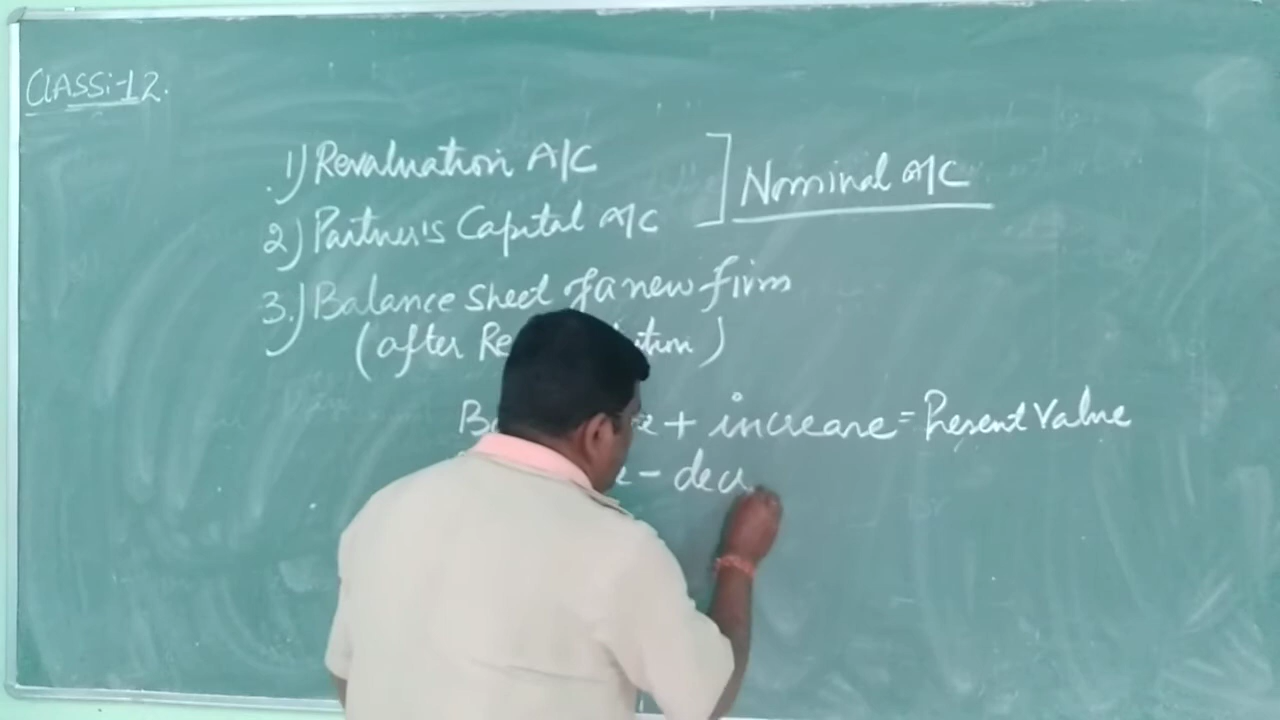 CLASS:-12.
1) Revaluation A/C
2) Partner's Capital A/C
] Nominal A/C
3.) Balance Sheet of a new firm
(after
)
+ increase = Present Value
- dec